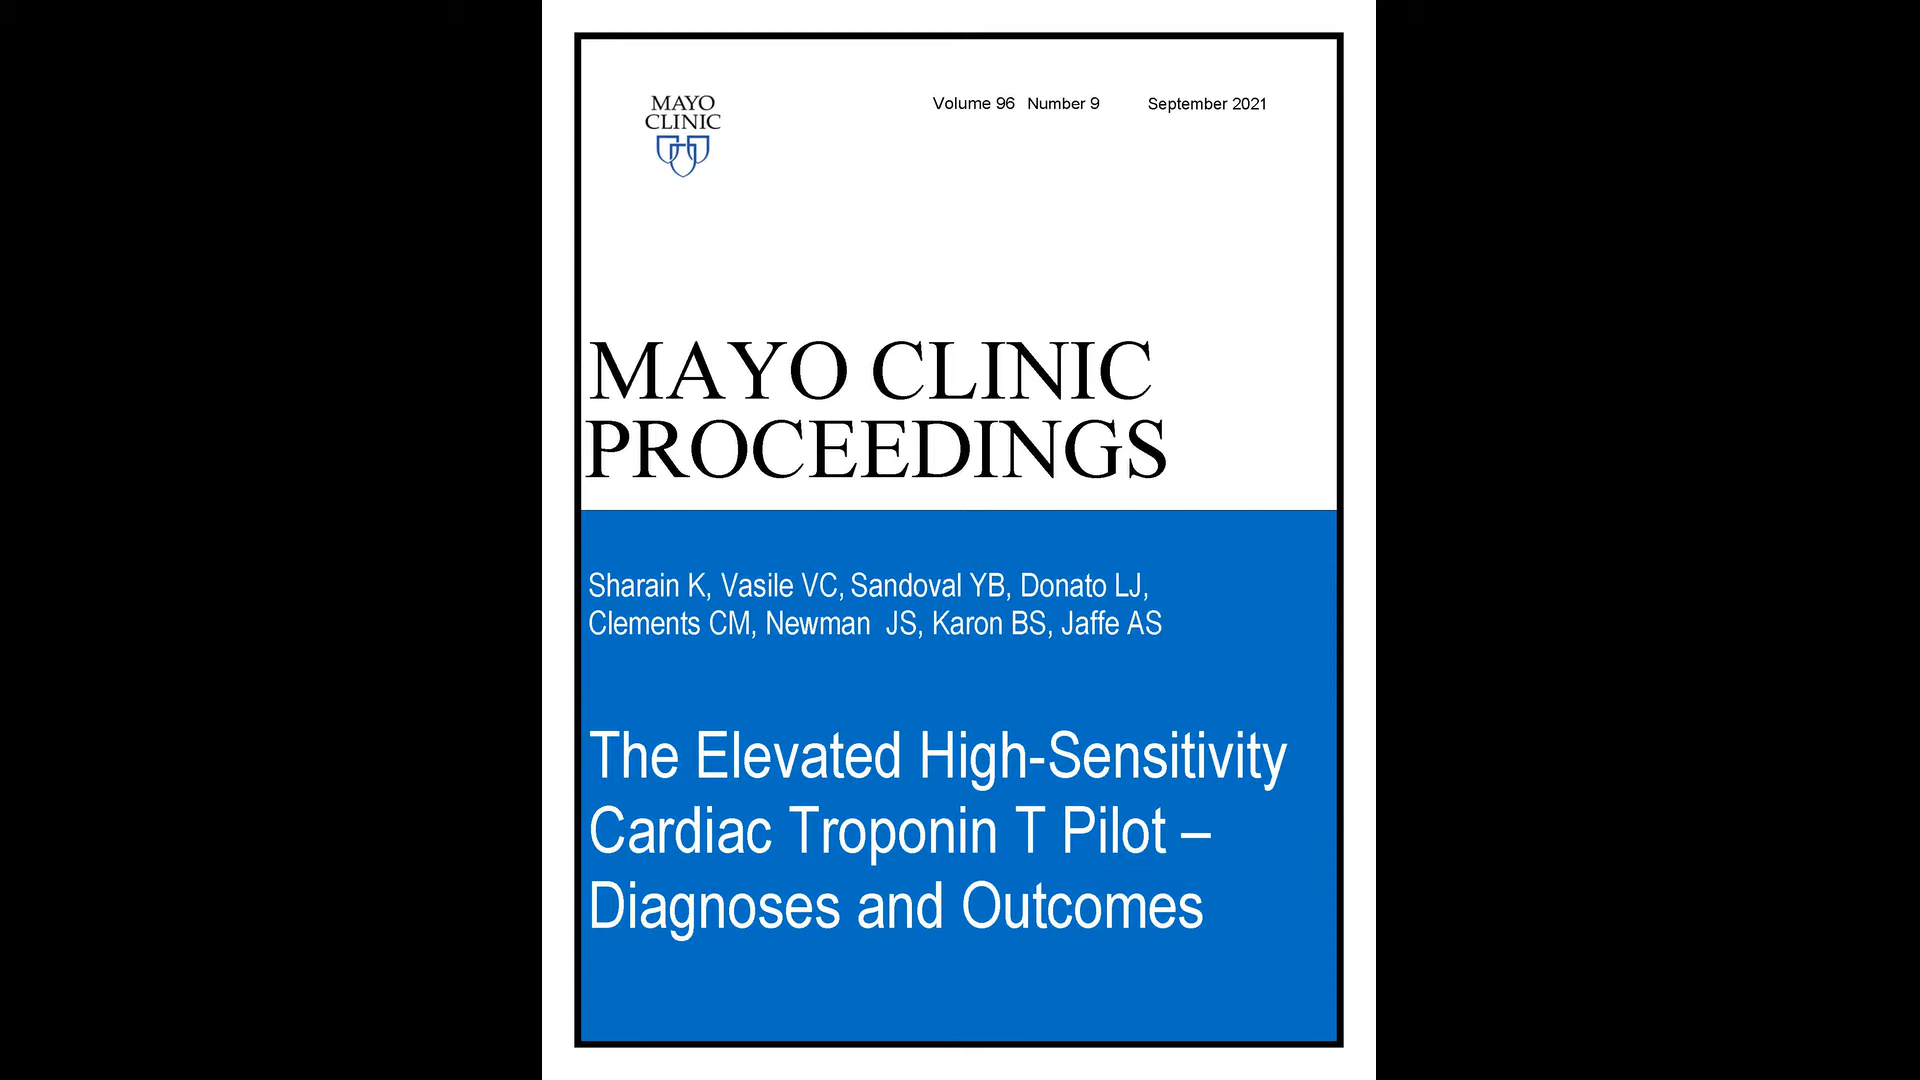 MAYO
CLINIC
Volume 96 Number 9 September 2021
MAYO CLINIC
PROCEEDINGS
Sharain K, Vasile VC, Sandoval YB, Donato LJ,
Clements CM, Newman JS, Karon BS, Jaffe AS
The Elevated High-Sensitivity
Cardiac Troponin T Pilot –
Diagnoses and Outcomes